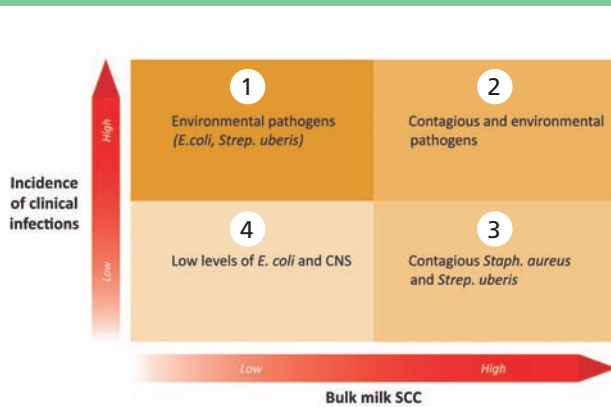 1
Environmental pathogens
(E.coli, Strep. uberis)
2
Contagious and environmental
pathogens
High
Incidence
of clinical
infections
Low
4
Low levels of E. coli and CNS
3
Contagious Staph. aureus
and Strep. uberis
Low
High
Bulk milk SCC